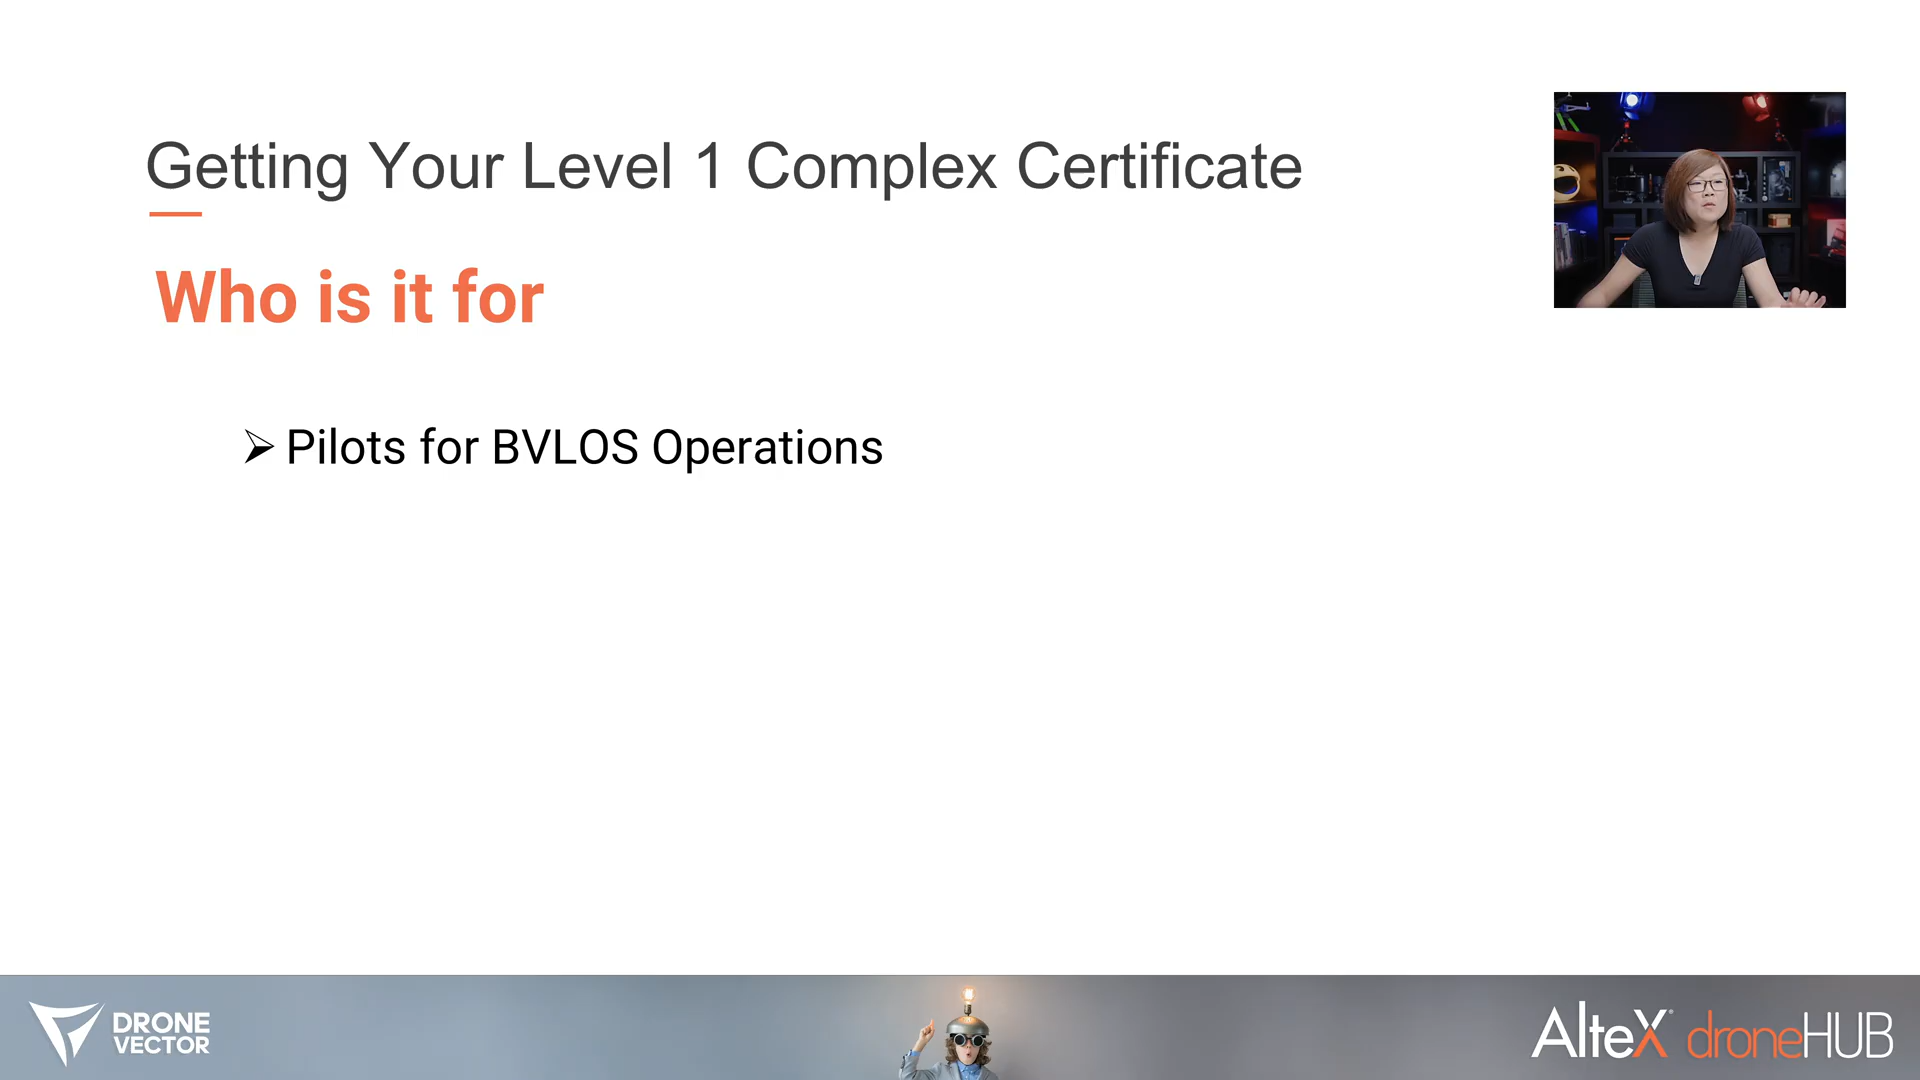 Getting Your Level 1 Complex Certificate
Who is it for
Pilots for BVLOS Operations
DRONE
VECTOR
AlteX droneHUB